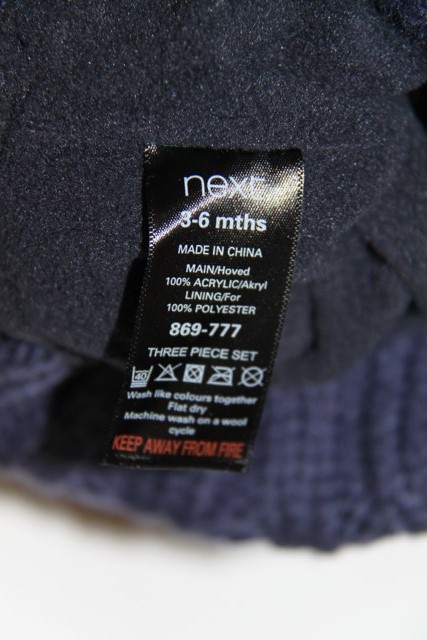 next
3-6 mths
MADE IN CHINA
MAIN/Hoved
100% ACRYLIC/Akryl
LINING/For
100% POLYESTER
869-777
THREE PIECE SET
40
Wash like colours together
Flat dry
Machine wash on a wool
cycle
KEEP AWAY FROM FIRE